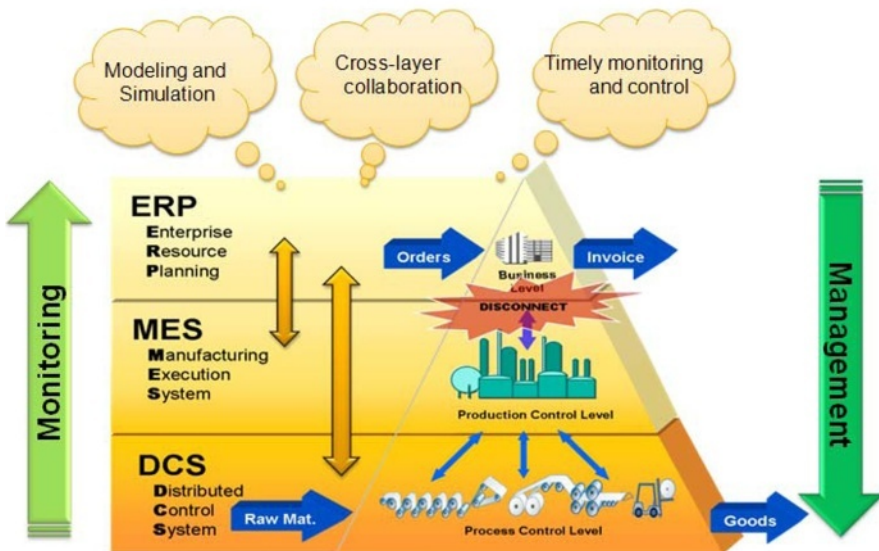 Modeling and
Simulation
Cross-layer
collaboration
Timely monitoring
and control
Monitoring
ERP
Enterprise
Resource
Planning
Orders
Business
Level
Invoice
DISCONNECT
MES
Manufacturing
Execution
System
Production Control Level
DCS
Distributed
Control
System
Raw Mat.
Process Control Level
Goods
Management